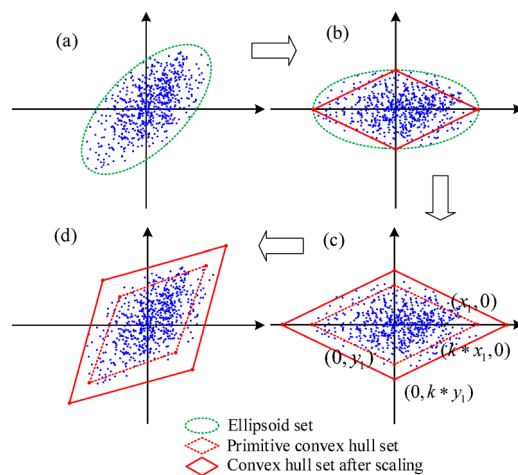 (a)
(b)
(d)
(c)
(x₁,0)
(0,y₁)
(k*x₁,0)
(0,k*y₁)
Ellipsoid set
Primitive convex hull set
Convex hull set after scaling